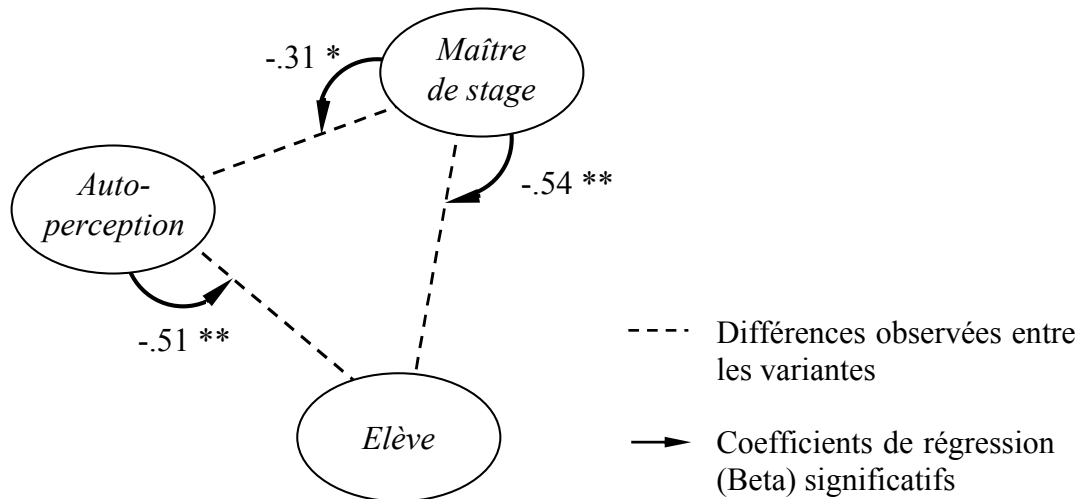 -.31 *
Maître
de stage
-.54 **
Auto-
perception
-.51 **
Elève
Différences observées entre
les variantes
Coefficients de régression
(Beta) significatifs